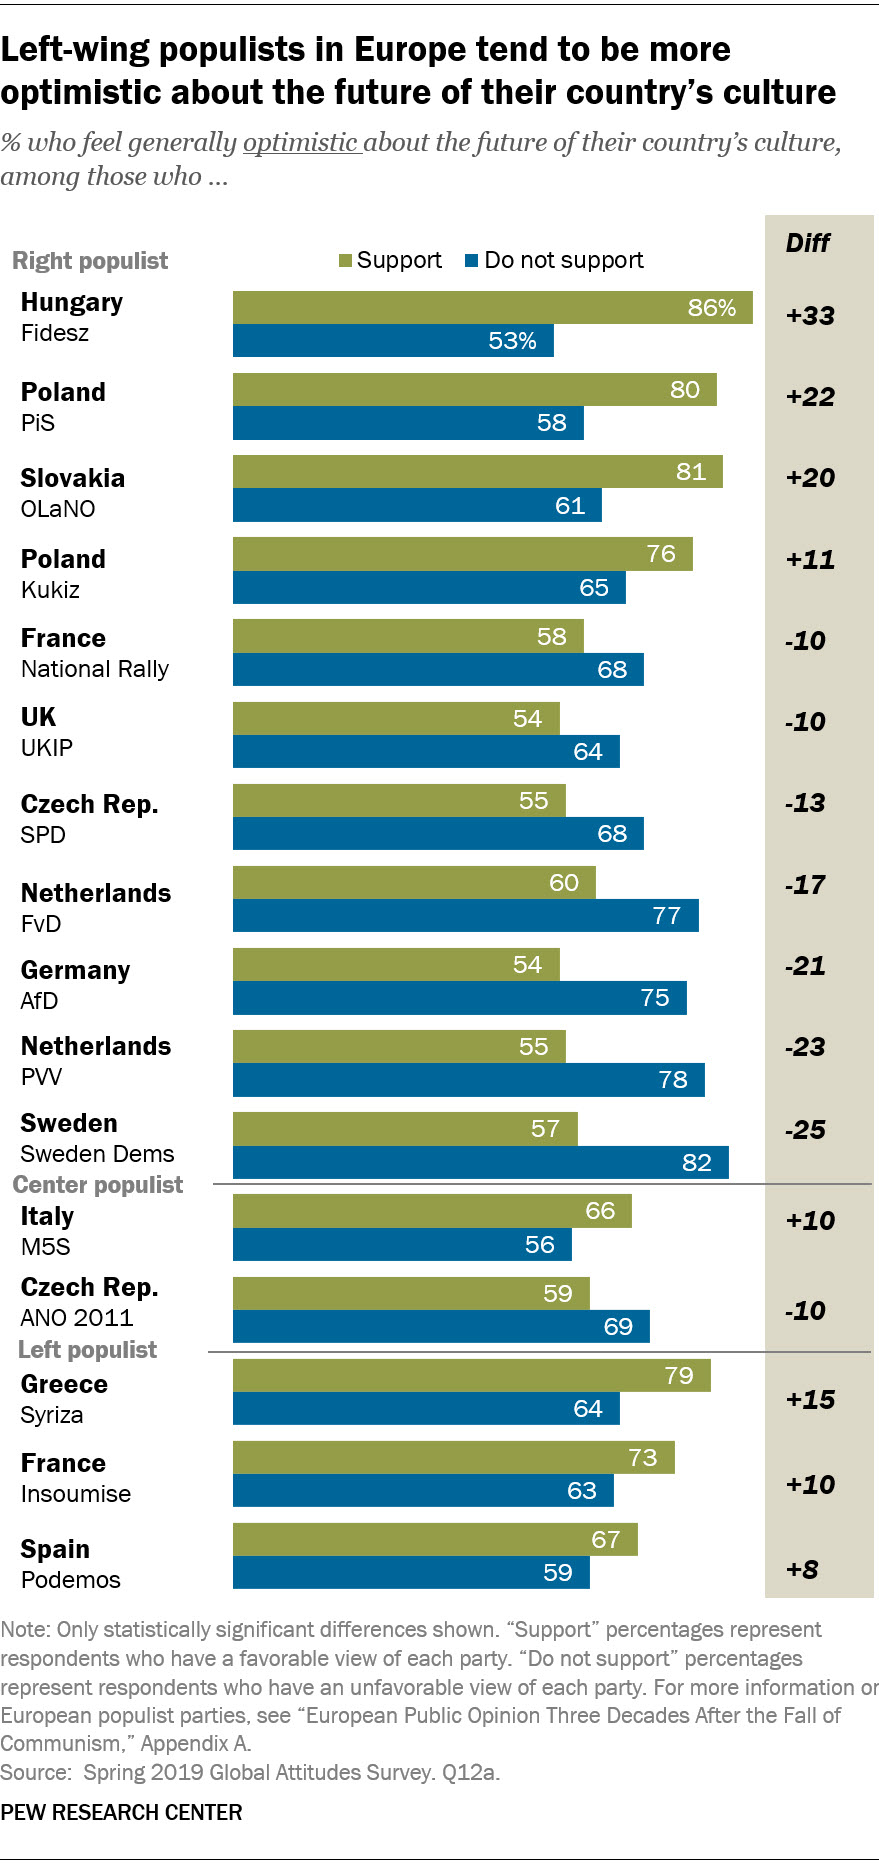 Left-wing populists in Europe tend to be more
optimistic about the future of their country’s culture
% who feel generally optimistic about the future of their country’s culture,
among those who ...
Diff
Right populist
Support Do not support
Hungary
Fidesz
86%
53%
+33
Poland
PiS
80
58
+22
Slovakia
OLaNO
81
61
+20
Poland
Kukiz
76
65
+11
France
National Rally
58
68
-10
UK
UKIP
54
64
-10
Czech Rep.
SPD
55
68
-13
Netherlands
FvD
60
77
-17
Germany
AfD
54
75
-21
Netherlands
PVV
55
78
-23
Sweden
Sweden Dems
57
82
-25
Center populist
Italy
M5S
66
56
+10
Czech Rep.
ANO 2011
59
69
-10
Left populist
Greece
Syriza
79
64
+15
France
Insoumise
73
63
+10
Spain
Podemos
67
59
+8
Note: Only statistically significant differences shown. “Support” percentages represent
respondents who have a favorable view of each party. “Do not support” percentages
represent respondents who have an unfavorable view of each party. For more information
European populist parties, see “European Public Opinion Three Decades After the Fall of
Communism,” Appendix A.
Source: Spring 2019 Global Attitudes Survey. Q12a.
PEW RESEARCH CENTER